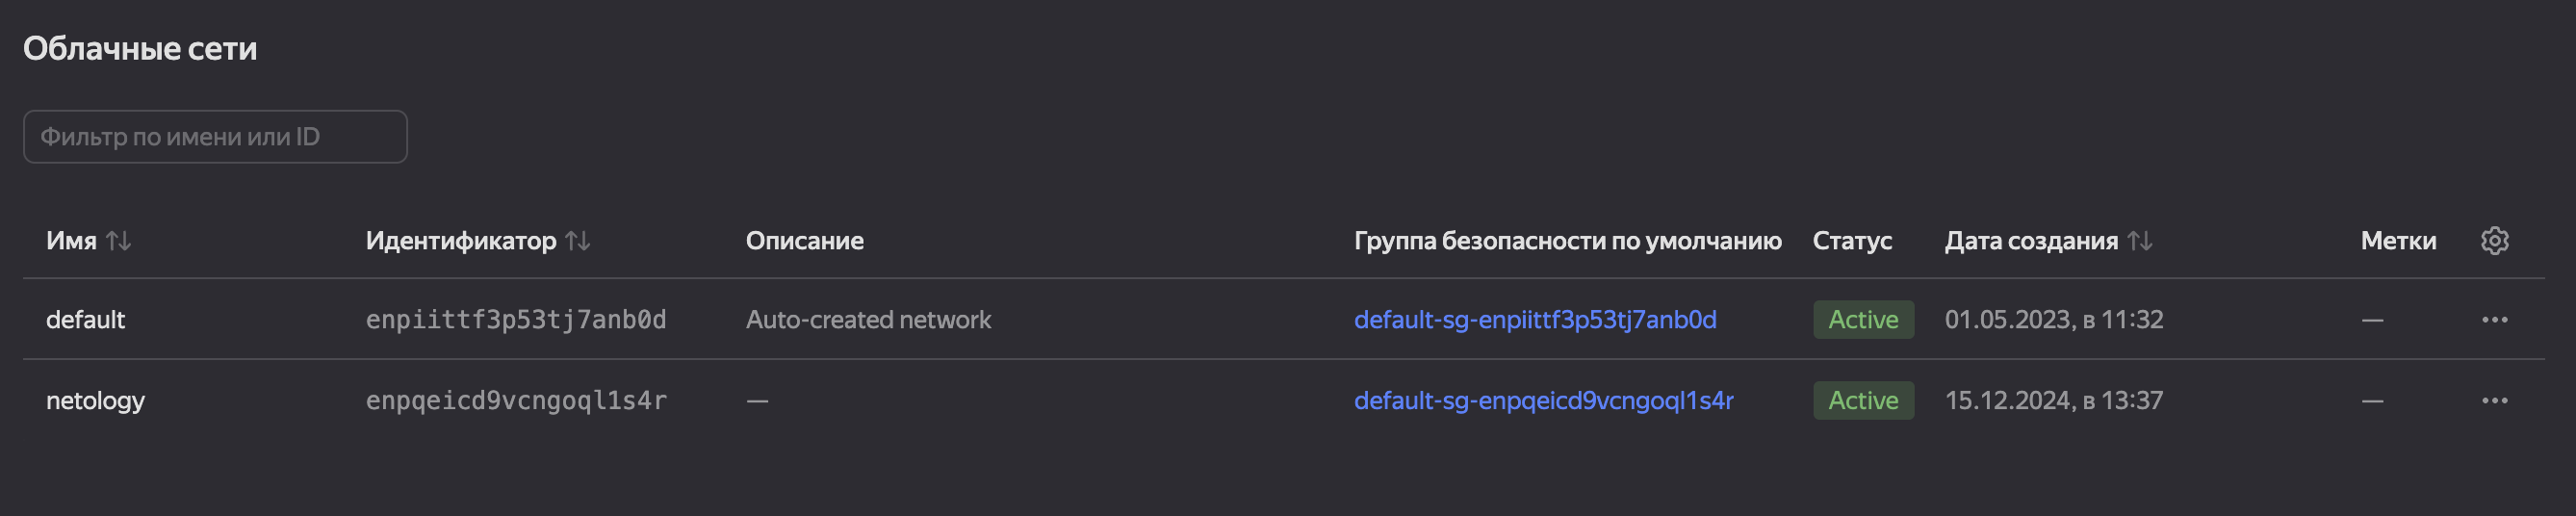 Облачные сети
Фильтр по имени или ID
Имя Идентификатор Описание Группа безопасности по умолчанию Статус Дата создания Метки
default enpiittf3p53tj7anb0d Auto-created network default-sg-enpiittf3p53tj7anb0d Active 01.05.2023, в 11:32 —
netology enpqeicd9vcngoql1s4r — default-sg-enpqeicd9vcngoql1s4r Active 15.12.2024, в 13:37 —